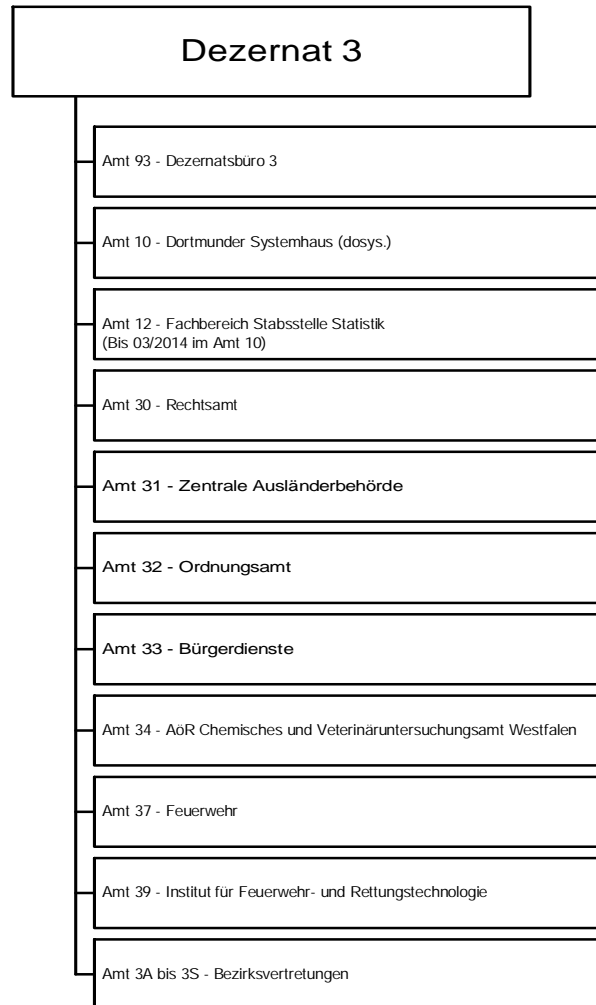 Dezernat 3
Amt 93 - Dezernatsbüro 3
Amt 10 - Dortmunder Systemhaus (dosys.)
Amt 12 - Fachbereich Stabsstelle Statistik
(Bis 03/2014 im Amt 10)
Amt 30 - Rechtsamt
Amt 31 - Zentrale Ausländerbehörde
Amt 32 - Ordnungsamt
Amt 33 - Bürgerdienste
Amt 34 - AöR Chemisches und Veterinäruntersuchungsamt Westfalen
Amt 37 - Feuerwehr
Amt 39 - Institut für Feuerwehr- und Rettungstechnologie
Amt 3A bis 3S - Bezirksvertretungen